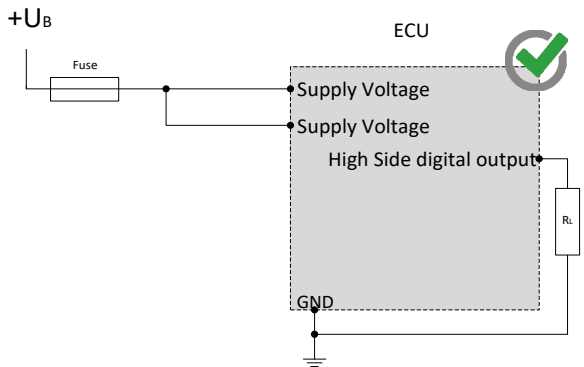 +UB
ECU
Fuse
Supply Voltage
Supply Voltage
High Side digital output
RL
GND